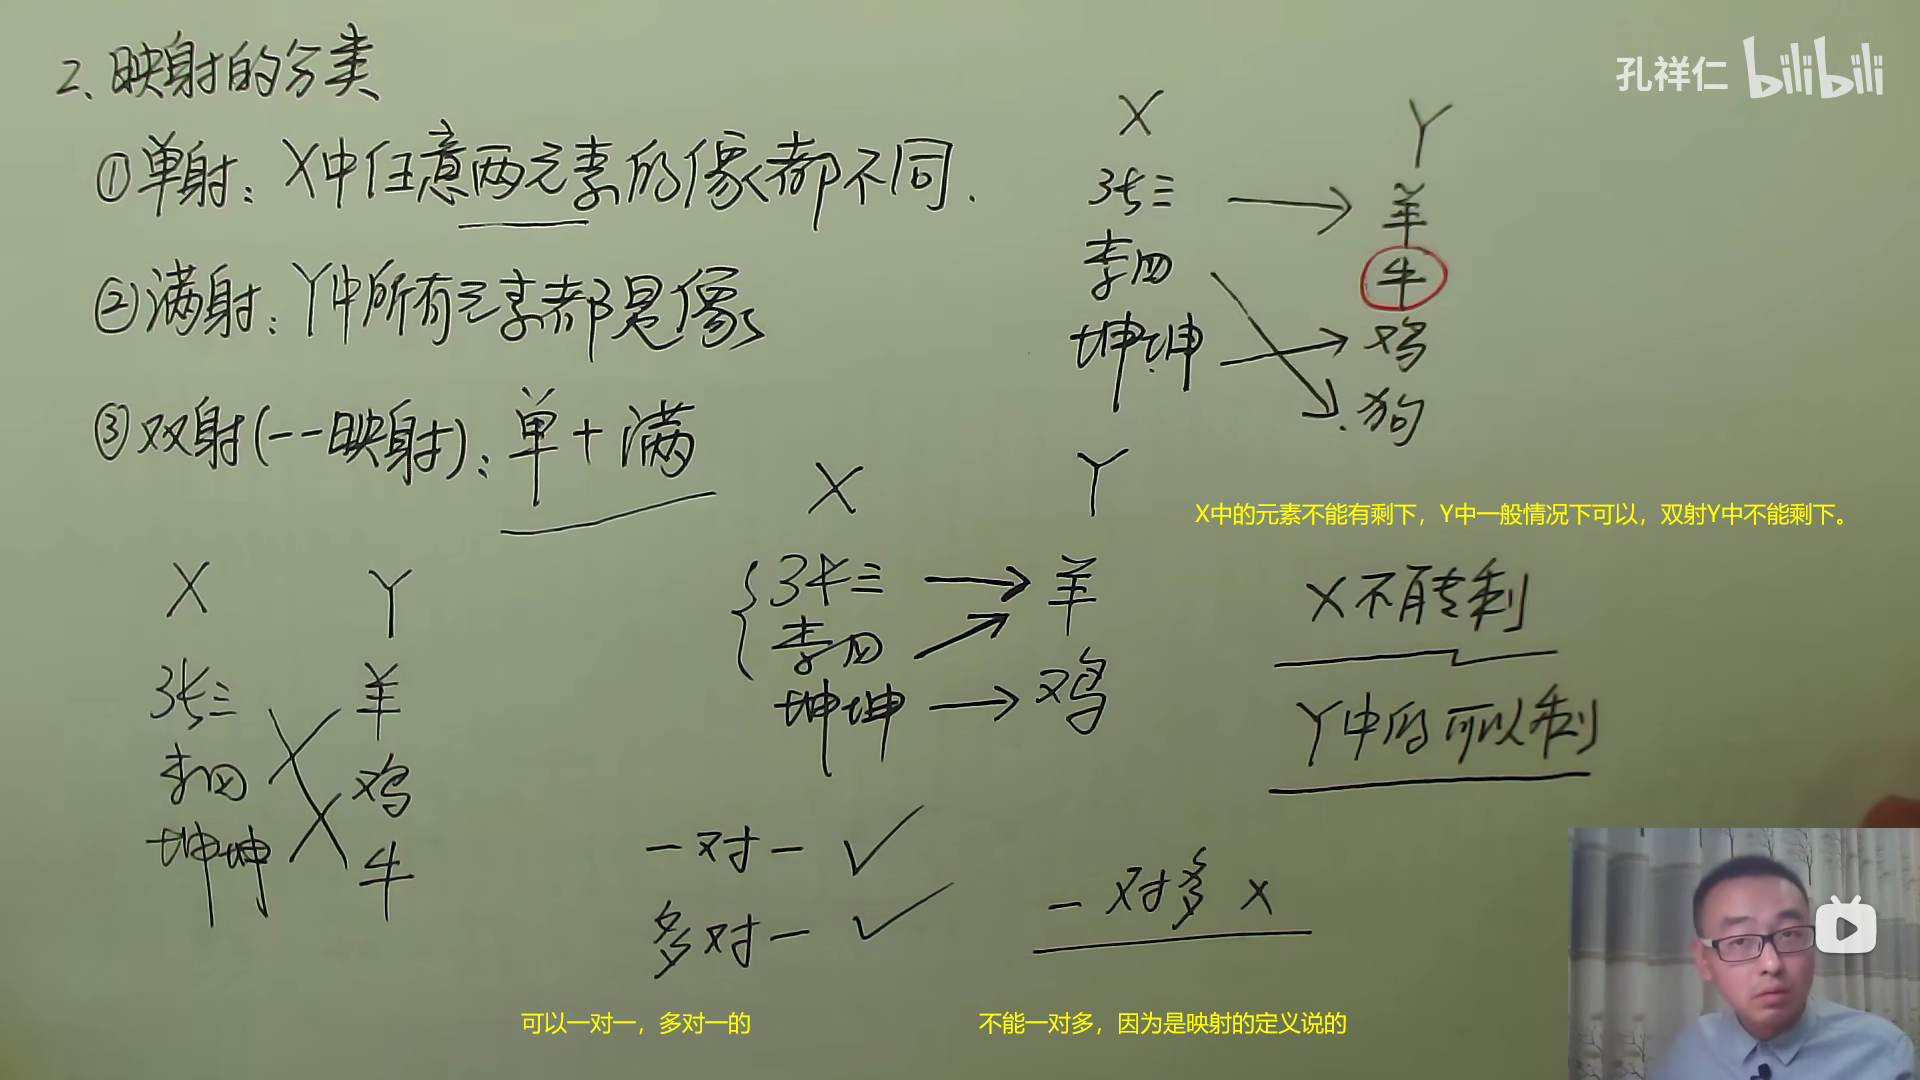 2、映射的分类
①单射：X中任意两元素的像都不同.
②满射：Y中所有元素都是像
③双射(一一映射)：单+满
孔祥仁 bilibili
X Y
张三 羊
李四 牛
坤坤 鸡
狗
X Y
张三 羊
李四
坤坤 鸡
X中的元素不能有剩下，Y中一般情况下可以，双射Y中不能剩下。
X不能剩
Y中的可以剩
X Y
张三 羊
李四 鸡
坤坤 牛
一对一 ✓
多对一 ✓
一对多 x
可以一对一，多对一的
不能一对多，因为是映射的定义说的